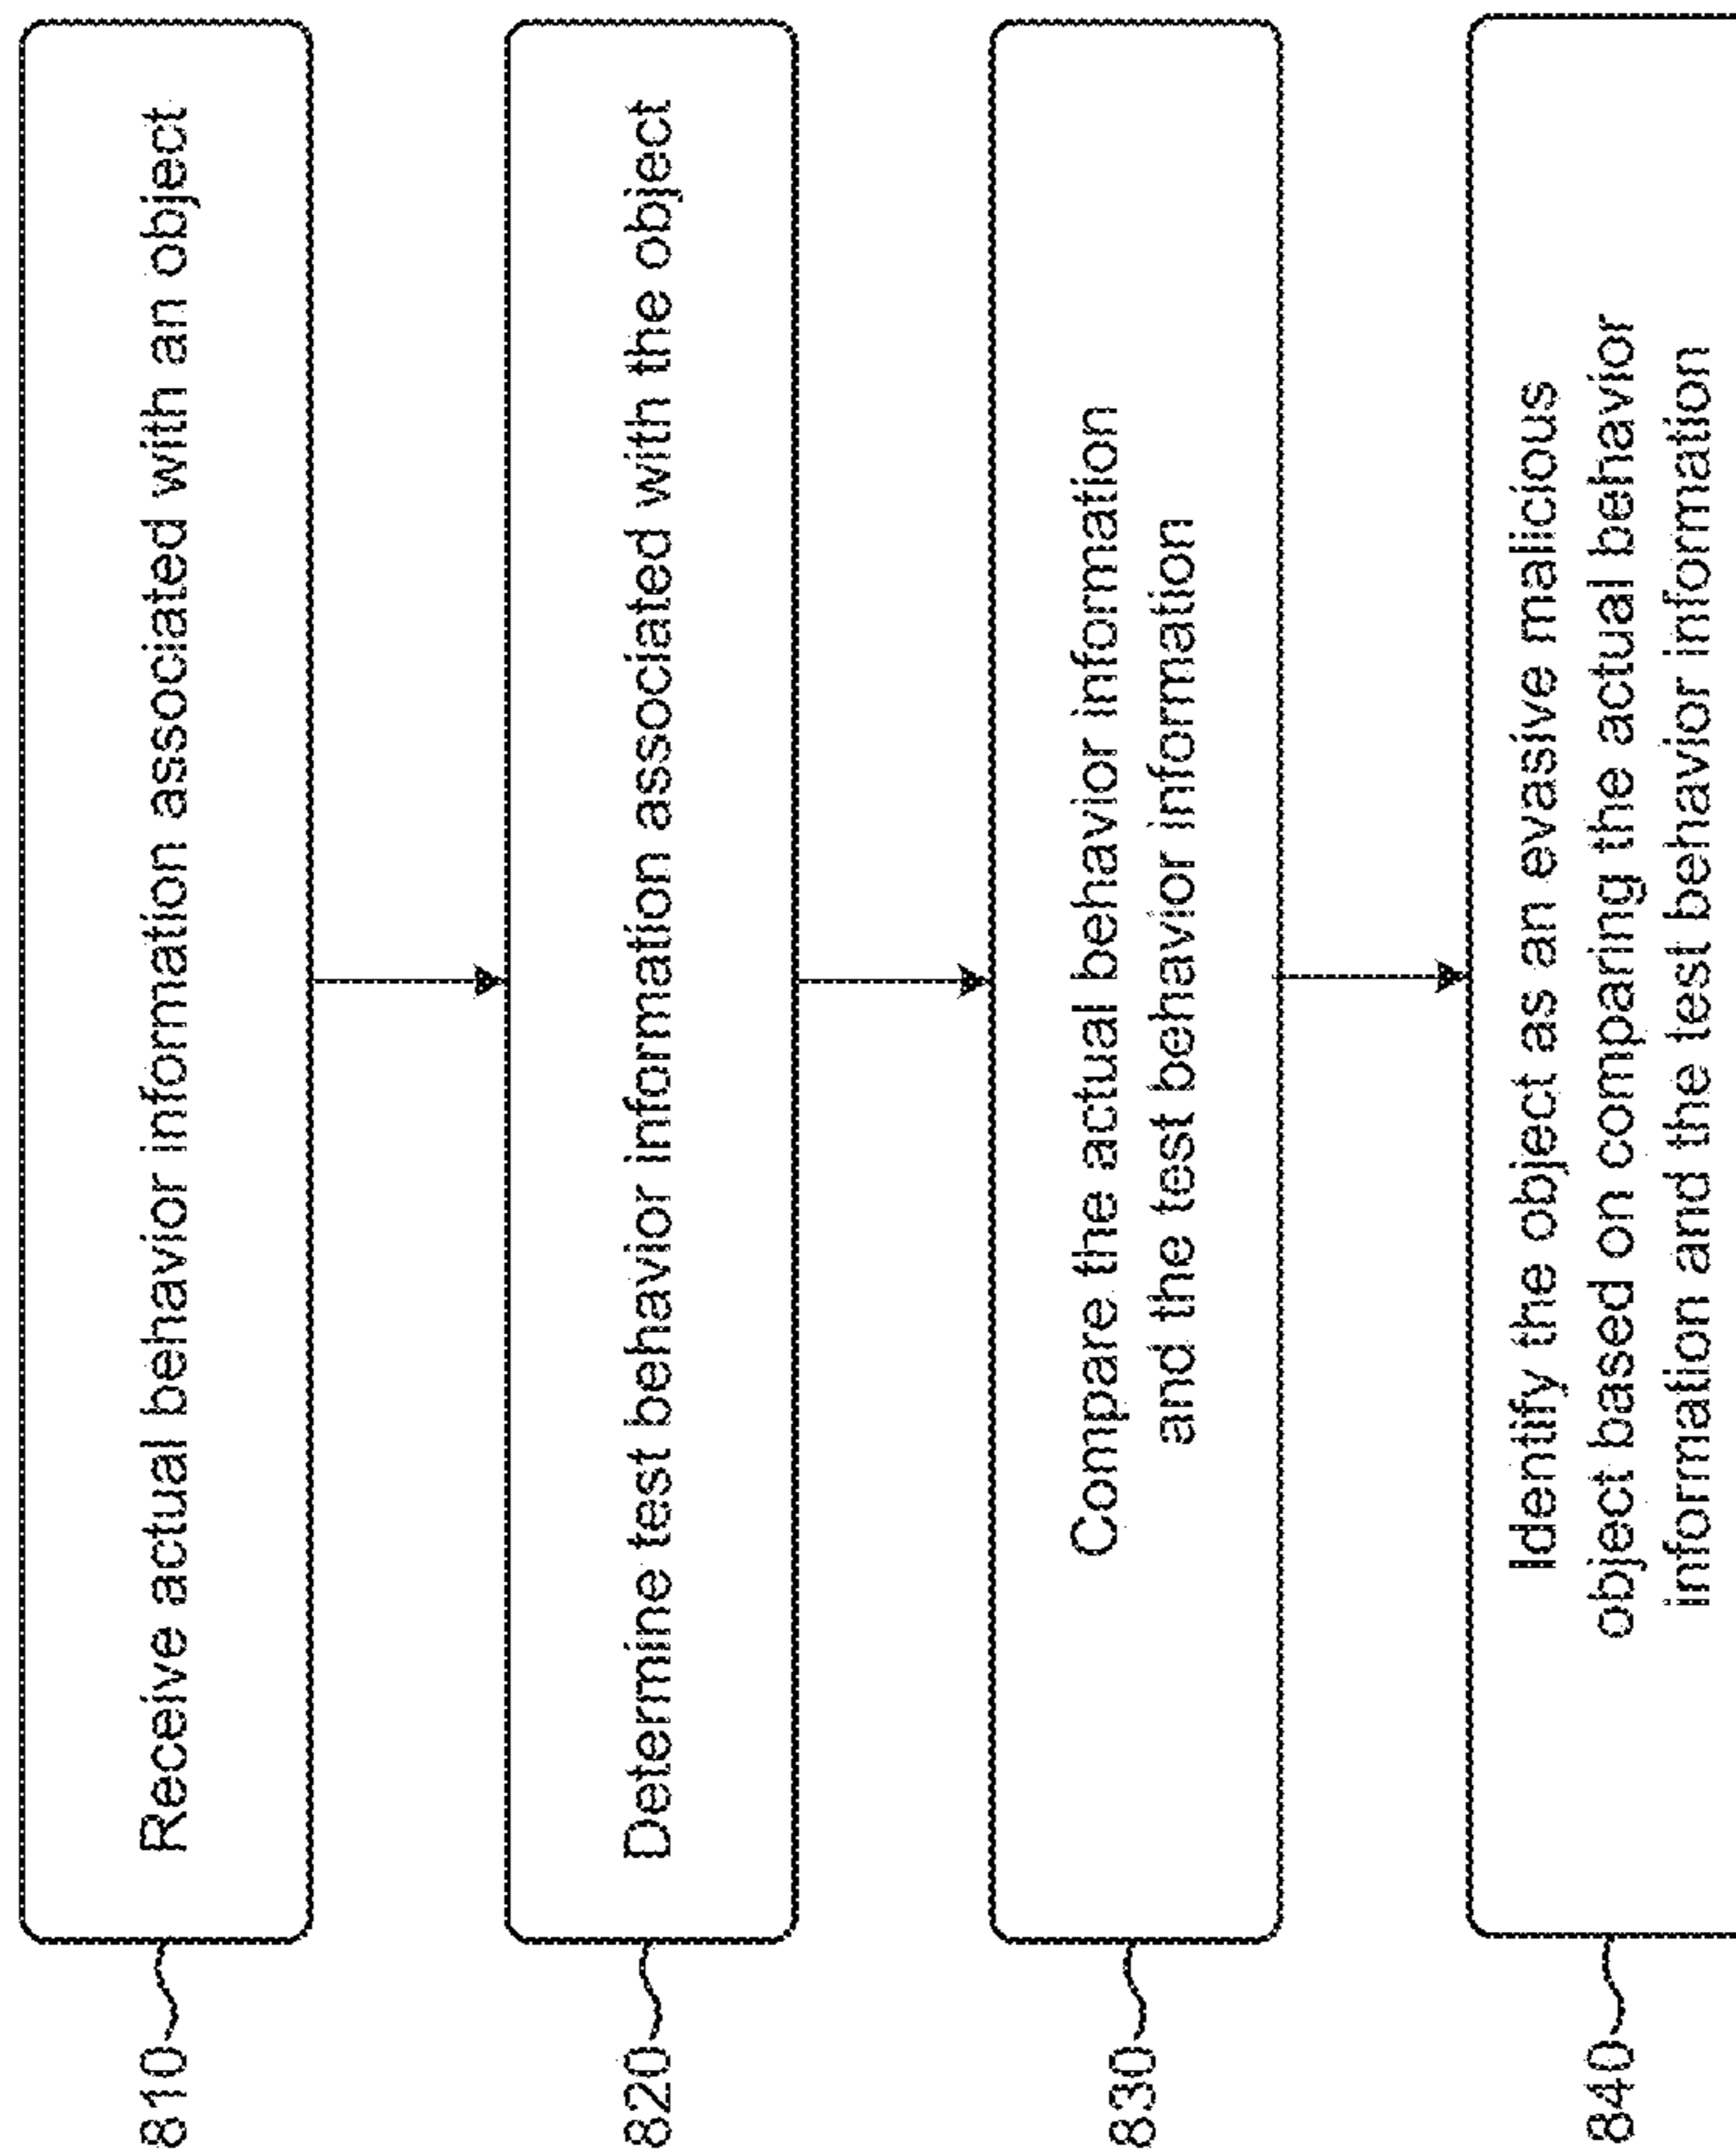 810
Receive actual behavior information associated with an object
820
Determine test behavior information associated with the object
830
Compare the actual behavior information
and the test behavior information
840
Identify the object as an evasive malicious
object based on comparing the actual behavior
information and the test behavior information